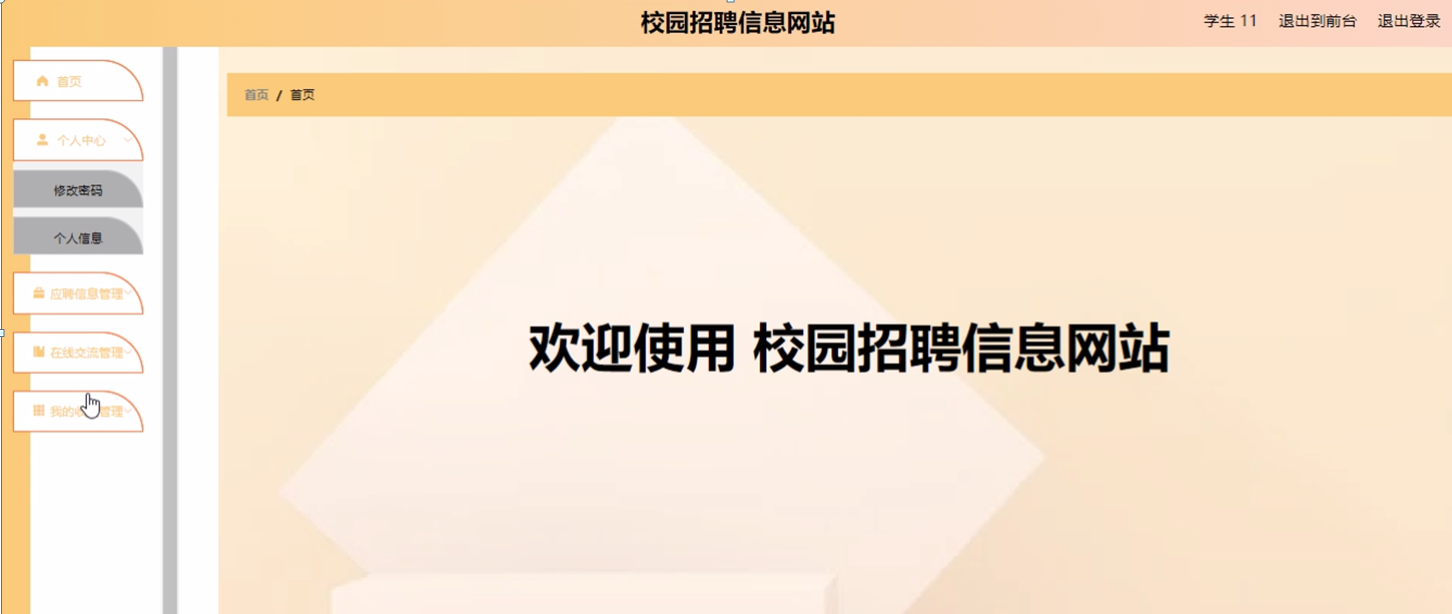 校园招聘信息网站
学生 11 退出到前台 退出登录
首页
个人中心
修改密码
个人信息
应聘信息管理
在线交流管理
我的 管理
首页 / 首页
欢迎使用 校园招聘信息网站